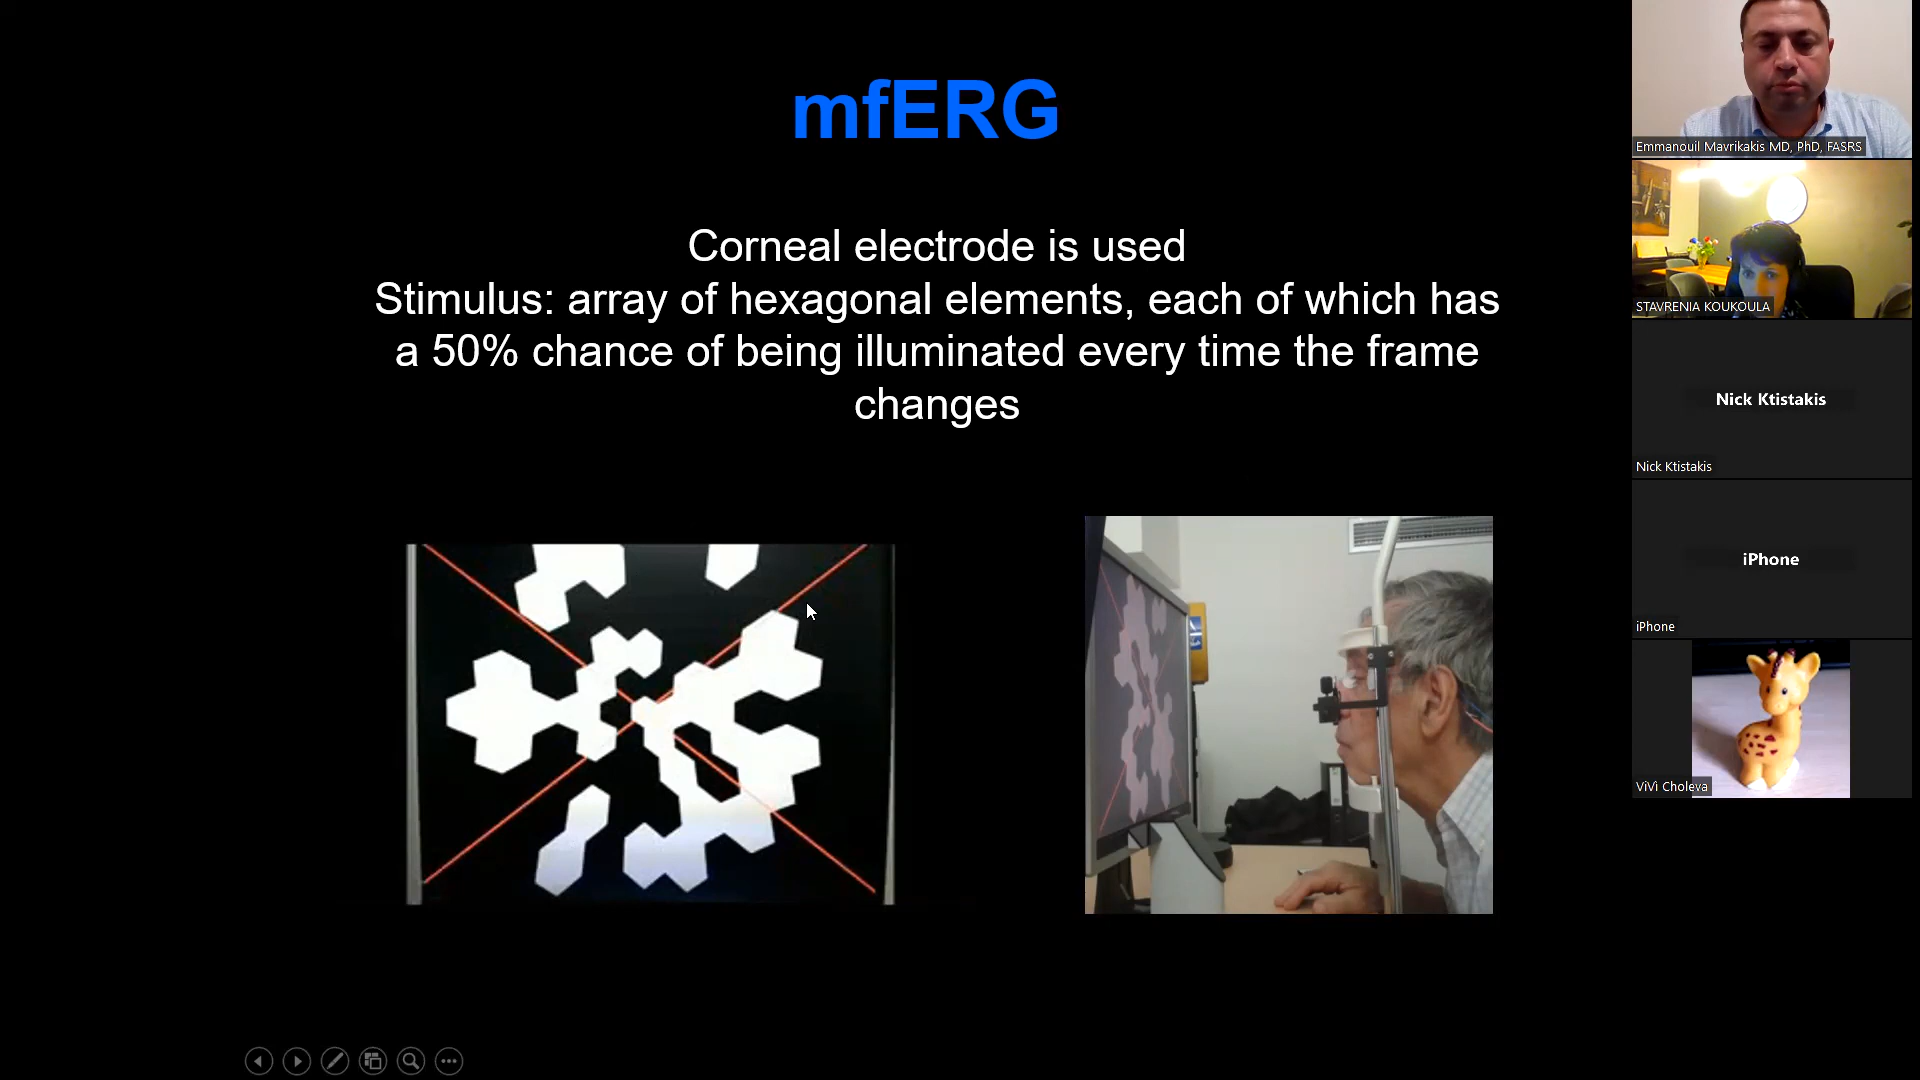 mfERG
Corneal electrode is used
Stimulus: array of hexagonal elements, each of which has
a 50% chance of being illuminated every time the frame
changes
Emmanouil Mavrikakis MD, PhD, FASRS
STAVRENIA KOUKOULA
Nick Ktistakis
Nick Ktistakis
iPhone
iPhone
ViVi Choleva